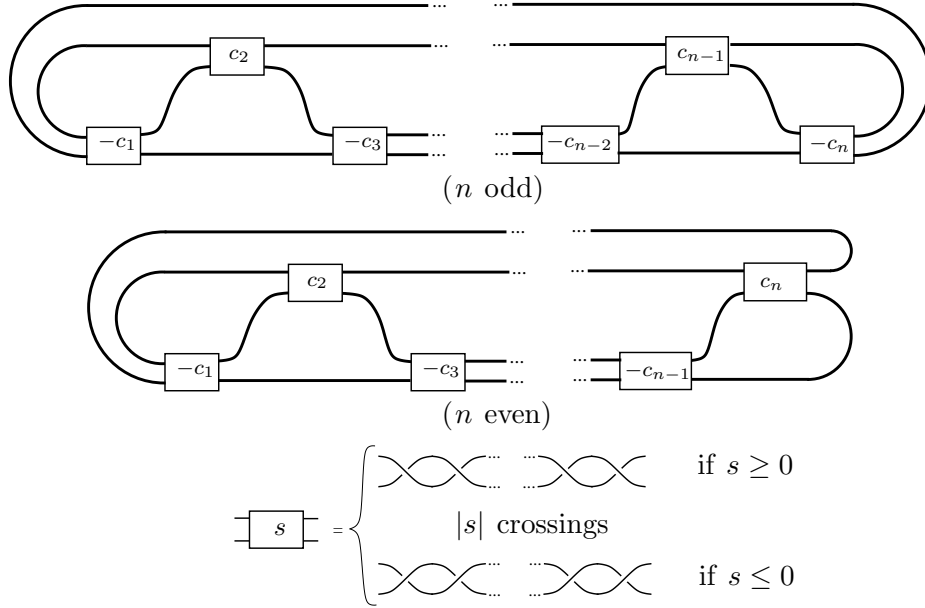 ... ...
... ...
c₂ cₙ₋₁
−c₁ −c₃ ... ... −cₙ₋₂ −cₙ
... ...
(n odd)
... ...
... ...
c₂ cₙ
−c₁ −c₃ ... ... −cₙ₋₁
... ...
(n even)
... ... if s ≥ 0
... ...
s = |s| crossings
... ... if s ≤ 0
... ...